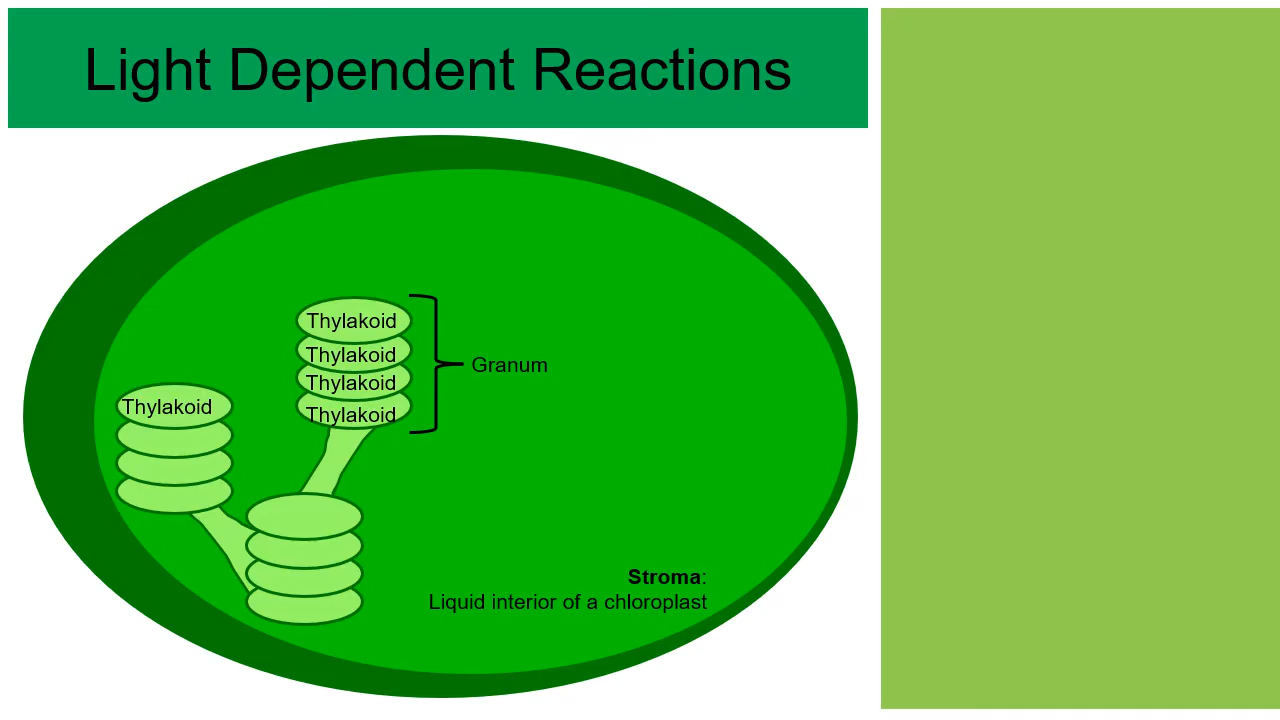 Light Dependent Reactions
Thylakoid
Thylakoid
Thylakoid
Thylakoid
Granum
Thylakoid
Stroma:
Liquid interior of a chloroplast